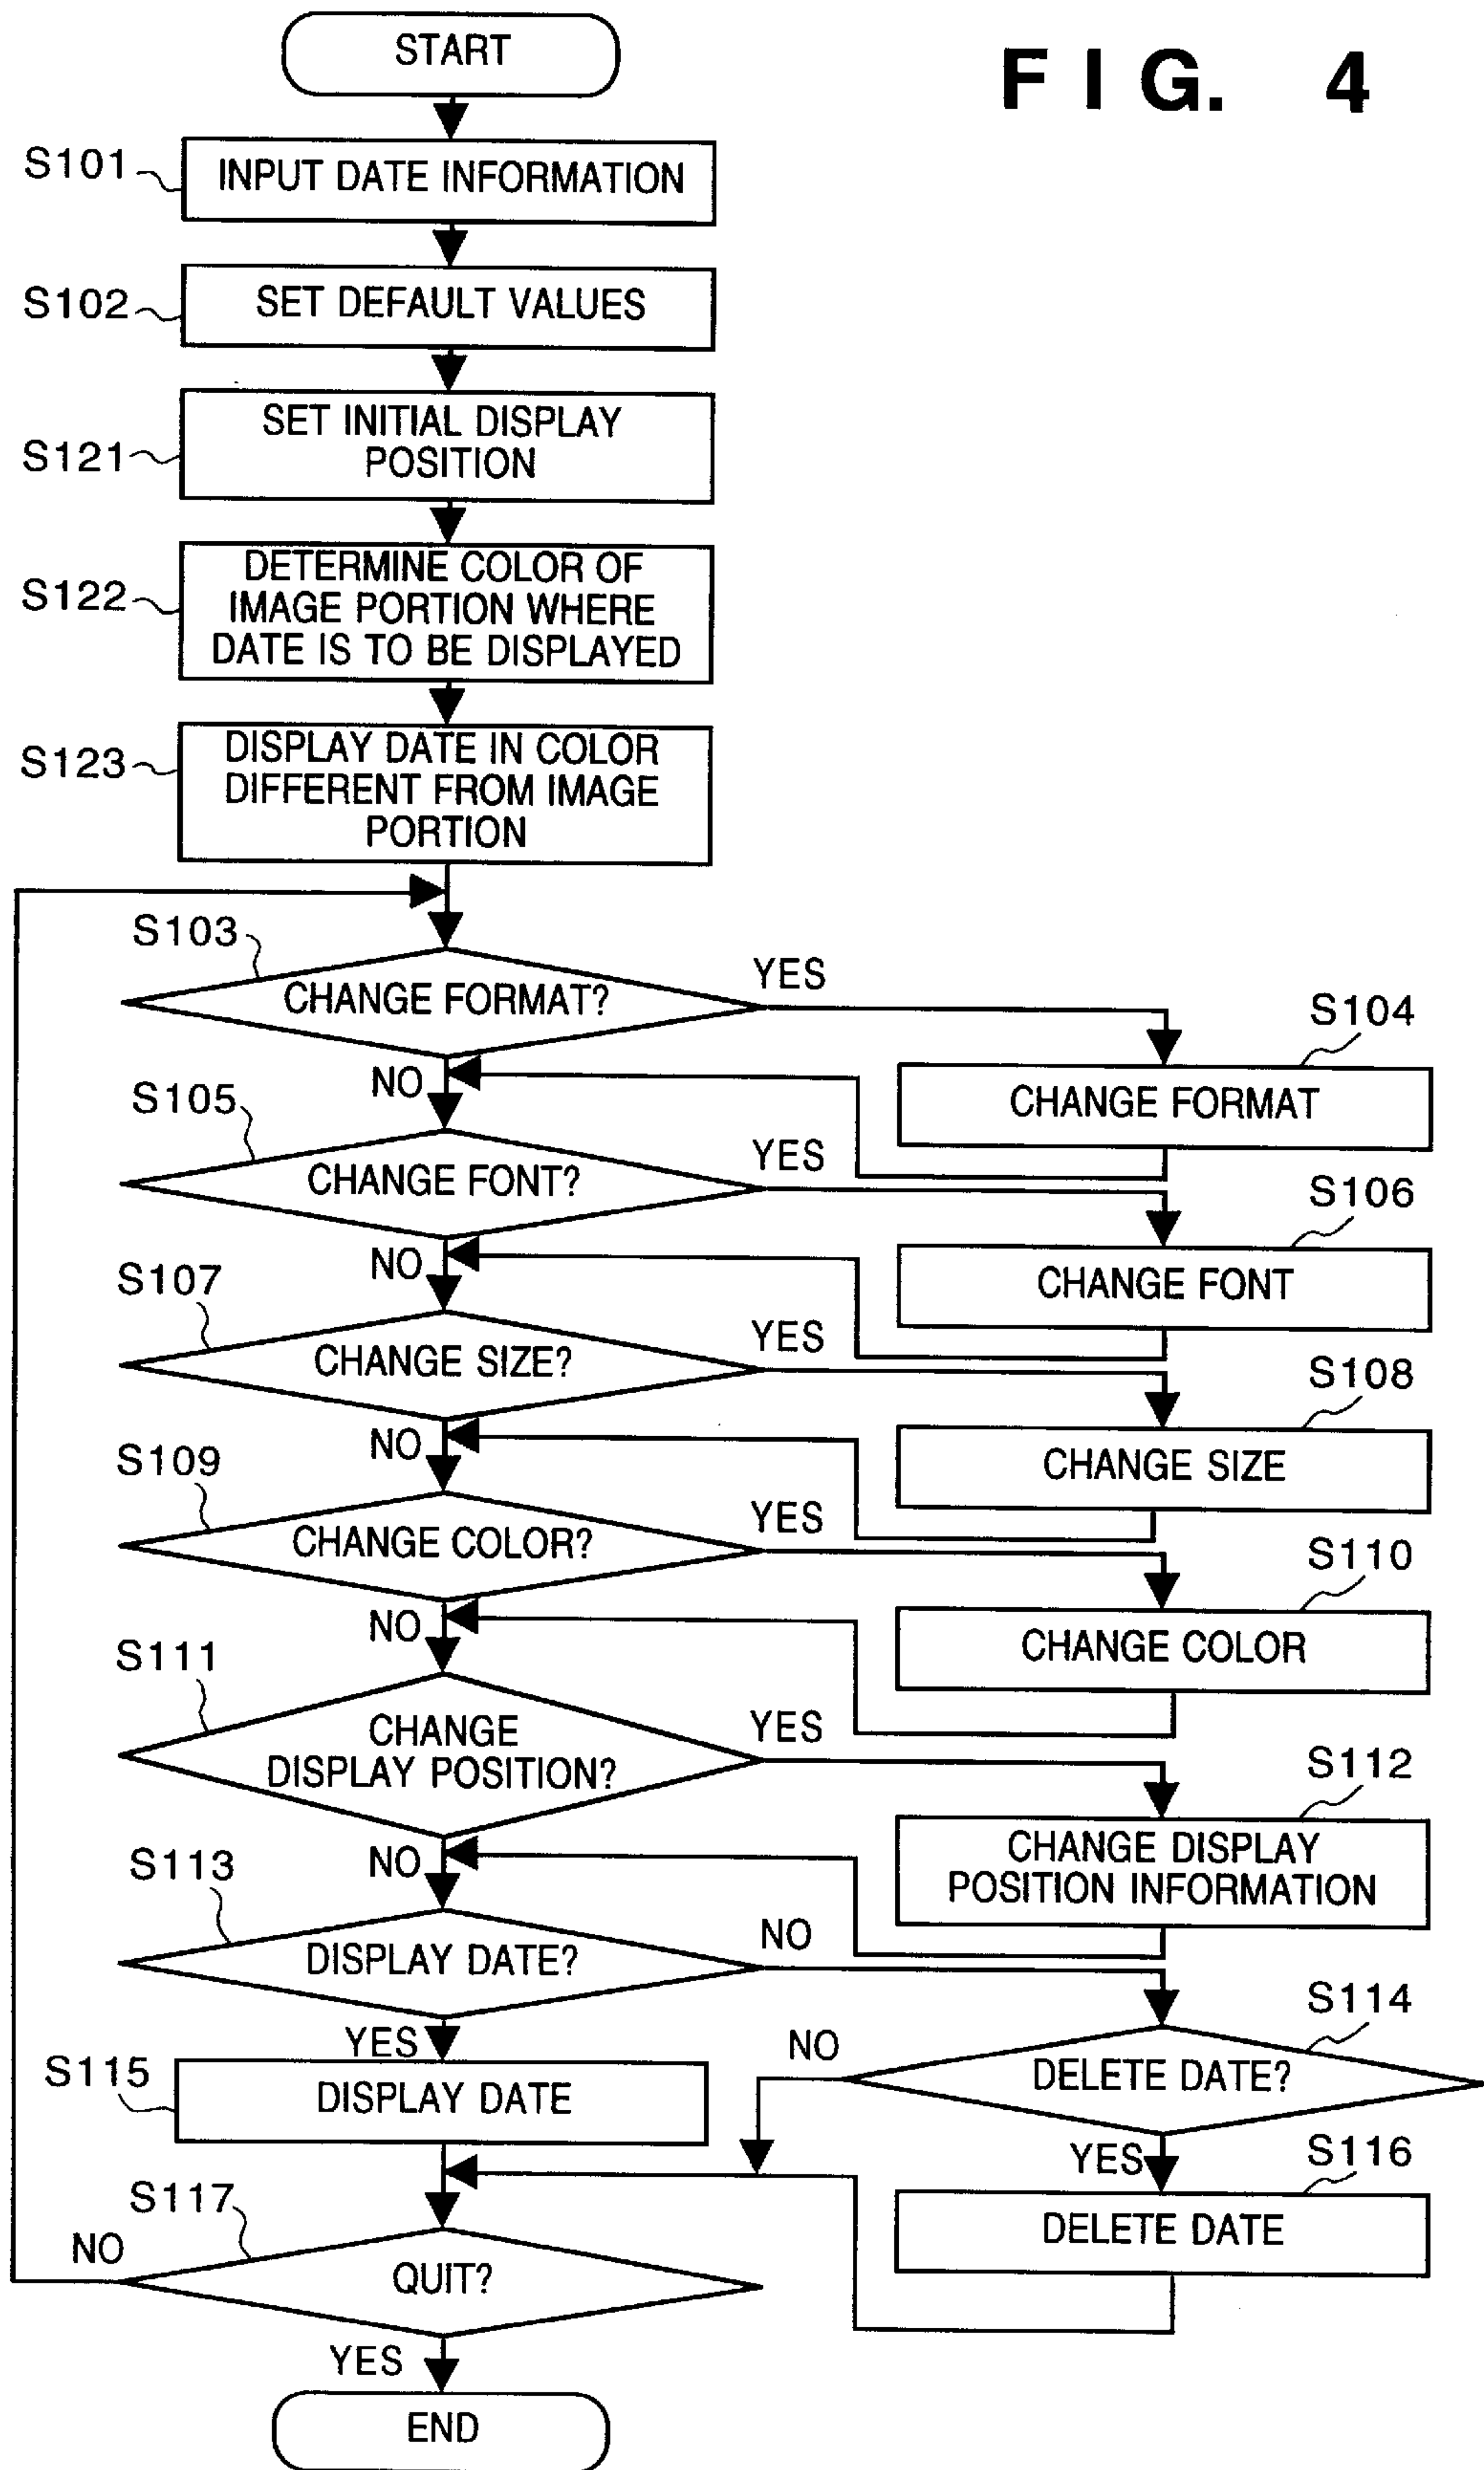 START
FIG. 4
S101
INPUT DATE INFORMATION
S102
SET DEFAULT VALUES
S121
SET INITIAL DISPLAY
POSITION
S122
DETERMINE COLOR OF
IMAGE PORTION WHERE
DATE IS TO BE DISPLAYED
S123
DISPLAY DATE IN COLOR
DIFFERENT FROM IMAGE
PORTION
S103
CHANGE FORMAT?
YES
S104
CHANGE FORMAT
NO
S105
CHANGE FONT?
YES
S106
CHANGE FONT
NO
S107
CHANGE SIZE?
YES
S108
CHANGE SIZE
NO
S109
CHANGE COLOR?
YES
S110
CHANGE COLOR
NO
S111
CHANGE
DISPLAY POSITION?
YES
S112
CHANGE DISPLAY
POSITION INFORMATION
NO
S113
DISPLAY DATE?
NO
S114
DELETE DATE?
NO
YES
S115
DISPLAY DATE
YES
S116
DELETE DATE
S117
QUIT?
NO
YES
END